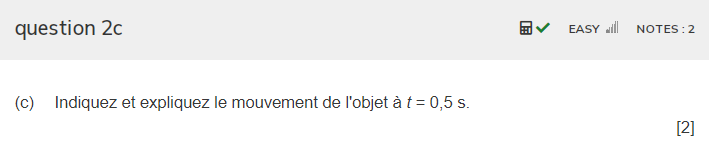 question 2c
EASY
NOTES : 2
(c) Indiquez et expliquez le mouvement de l'objet à t = 0,5 s.
[2]